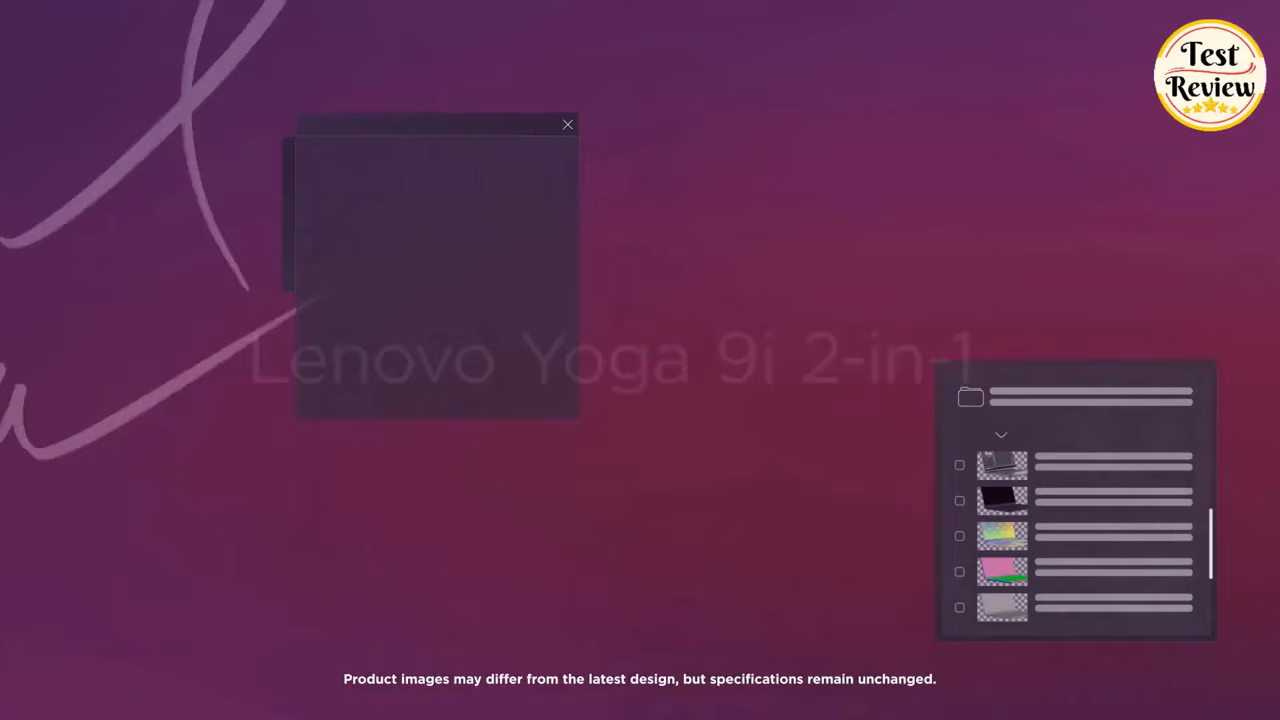 Test
Review
Lenovo Yoga 9i 2-in-1
Product images may differ from the latest design, but specifications remain unchanged.